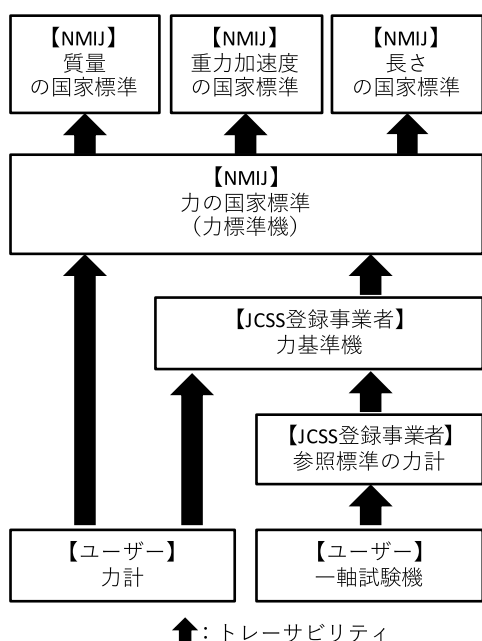 【NMIJ】
質量
の国家標準
【NMIJ】
重力加速度
の国家標準
【NMIJ】
長さ
の国家標準
【NMIJ】
力の国家標準
（力標準機）
【JCSS登録事業者】
力基準機
【JCSS登録事業者】
参照標準の力計
【ユーザー】
力計
【ユーザー】
一軸試験機
：トレーサビリティ